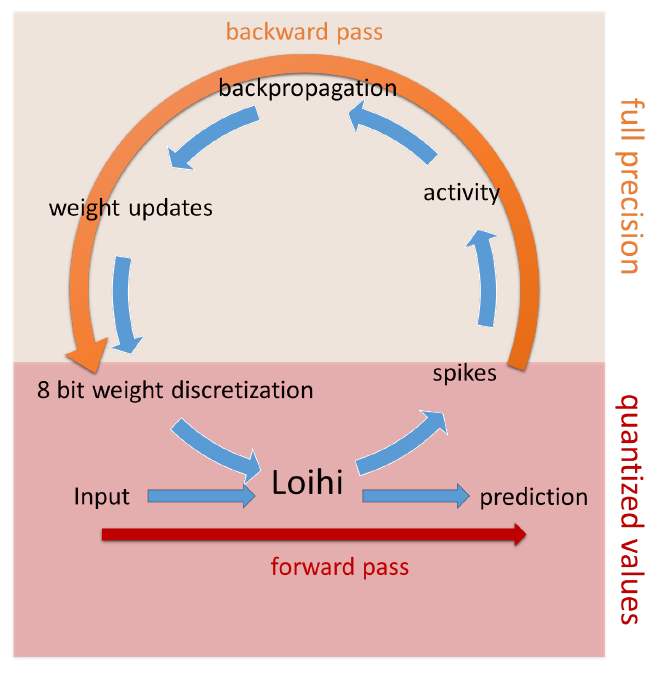 backward pass
backpropagation
full precision
activity
weight updates
spikes
8 bit weight discretization
quantized values
Loihi
Input
prediction
forward pass